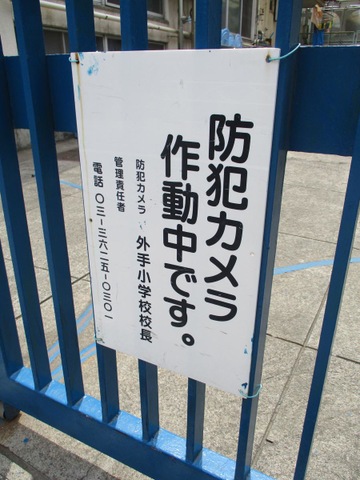 防犯カメラ
作動中です。
防犯カメラ 外手小学校校長
管理責任者
電話 〇三―三六二五―〇三〇一